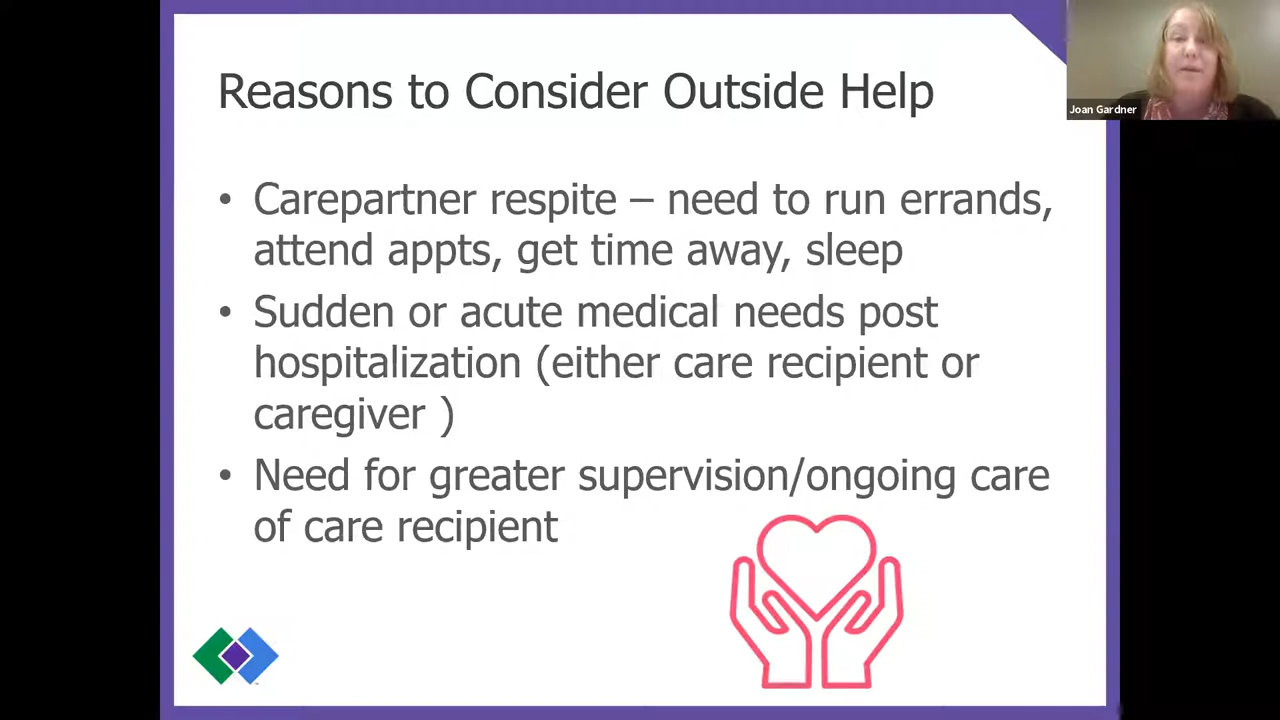 Reasons to Consider Outside Help
Joan Gardner
• Carepartner respite – need to run errands,
attend appts, get time away, sleep
• Sudden or acute medical needs post
hospitalization (either care recipient or
caregiver )
• Need for greater supervision/ongoing care
of care recipient